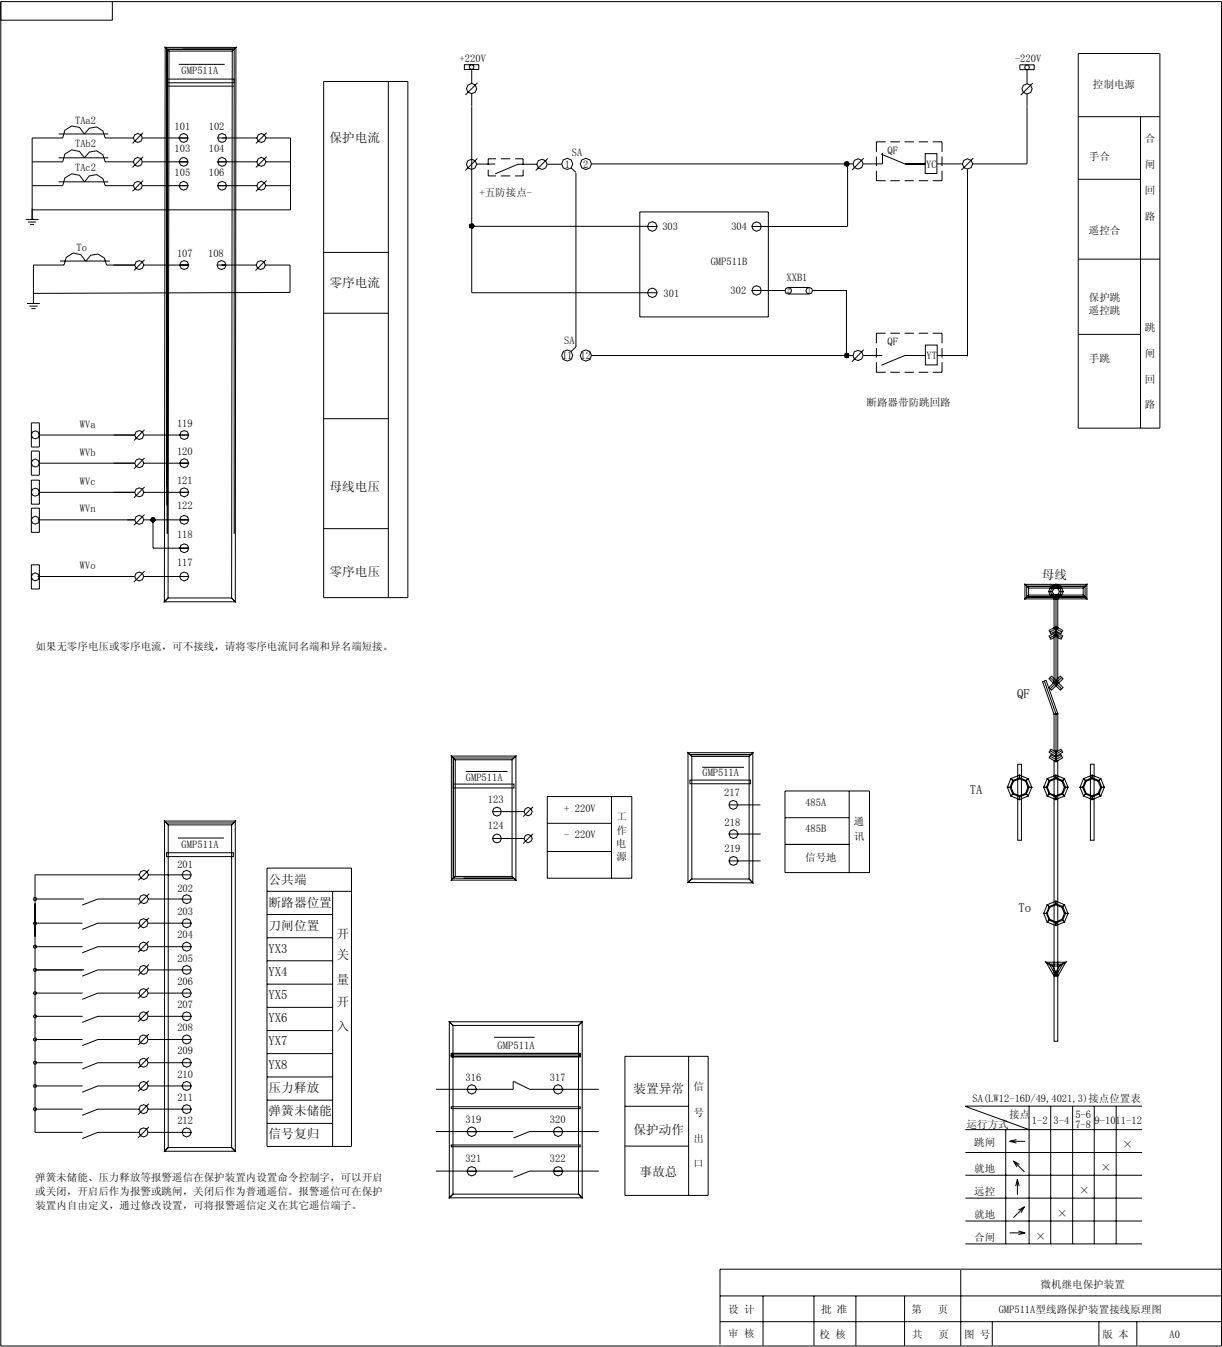 GMP511A
TAa2
101
102
TAb2
103
104
TAc2
105
106
To
107
108
WVa
119
WVb
120
WVc
121
WVn
122
118
WVo
117
保护电流
零序电流
母线电压
零序电压
如果无零序电压或零序电流，可不接线，请将零序电流同名端和异名端短接。
+220V
-220V
SA
1
2
+五防接点-
QF
YC
303
304
GMP511B
301
302
XXB1
SA
11
12
QF
YT
断路器带防跳回路
控制电源
手合
遥控合
合闸回路
保护跳
遥控跳
手跳
跳闸回路
母线
QF
TA
To
GMP511A
123
124
+ 220V
- 220V
工作电源
GMP511A
217
218
219
485A
485B
信号地
通讯
GMP511A
201
202
203
204
205
206
207
208
209
210
211
212
公共端
断路器位置
刀闸位置
YX3
YX4
YX5
YX6
YX7
YX8
压力释放
弹簧未储能
信号复归
开关量开入
弹簧未储能、压力释放等报警遥信在保护装置内设置命令控制字，可以开启
或关闭，开启后作为报警或跳闸，关闭后作为普通遥信。报警遥信可在保护
装置内自由定义，通过修改设置，可将报警遥信定义在其它遥信端子。
GMP511A
316
317
319
320
321
322
装置异常
保护动作
事故总
信号出口
SA(LW12-16D/49,4021,3)接点位置表
接点
运行方式
1-2
3-4
5-6
7-8
9-10
11-12
跳闸 ← ×
就地 ↖ ×
远控 ↑ ×
就地 ↗ ×
合闸 → ×
微机继电保护装置
设 计
批 准
第 页
GMP511A型线路保护装置接线原理图
审 核
校 核
共 页
图 号
版 本
A0